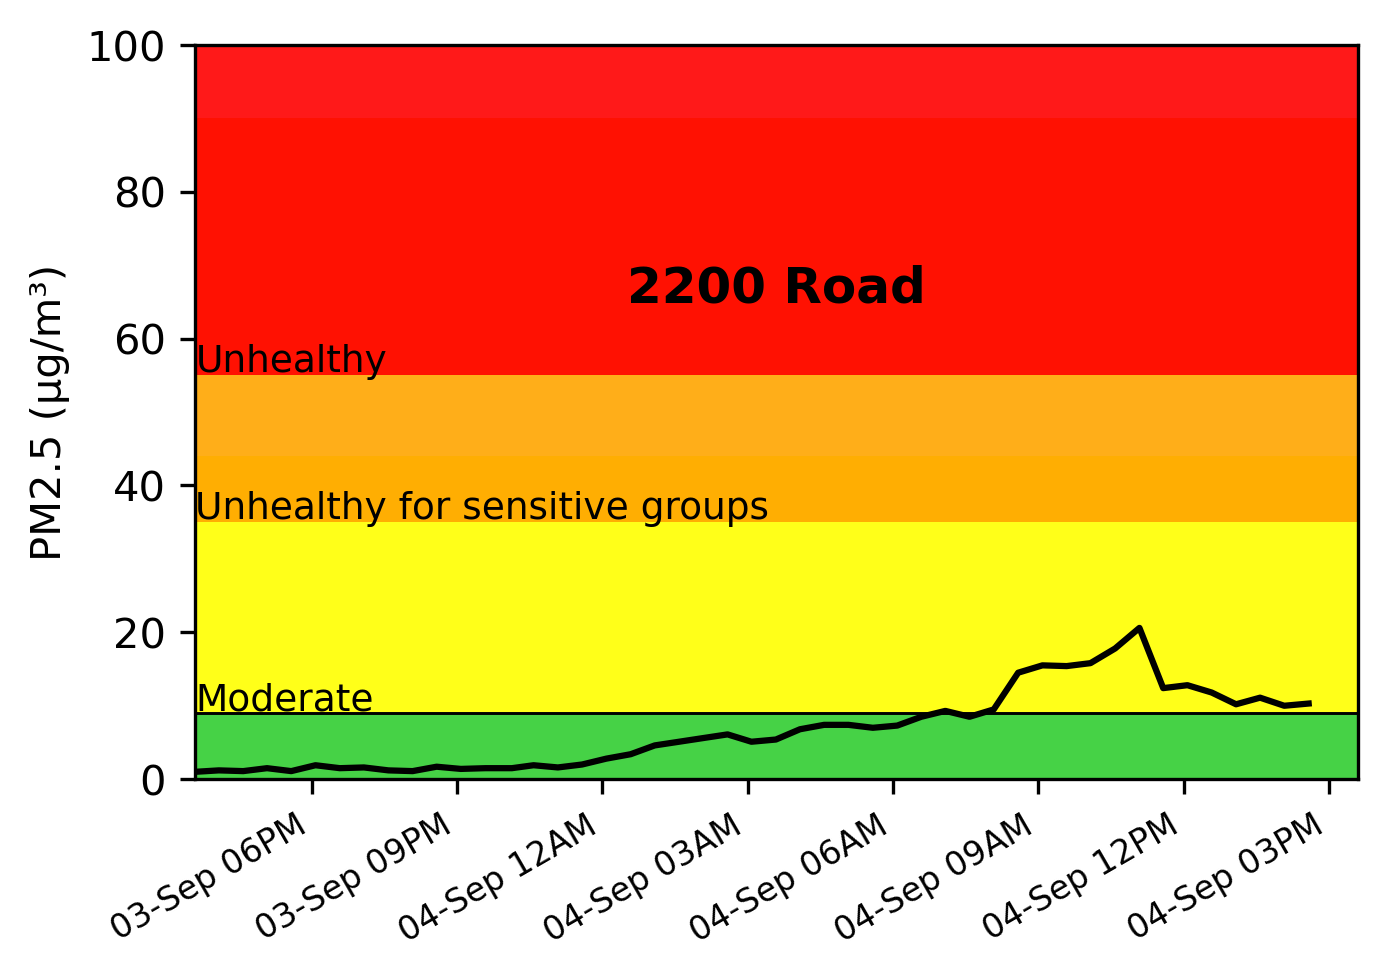 100
80
60
40
20
0
PM2.5 (µg/m³)
2200 Road
Unhealthy
Unhealthy for sensitive groups
Moderate
03-Sep 06PM
03-Sep 09PM
04-Sep 12AM
04-Sep 03AM
04-Sep 06AM
04-Sep 09AM
04-Sep 12PM
04-Sep 03PM